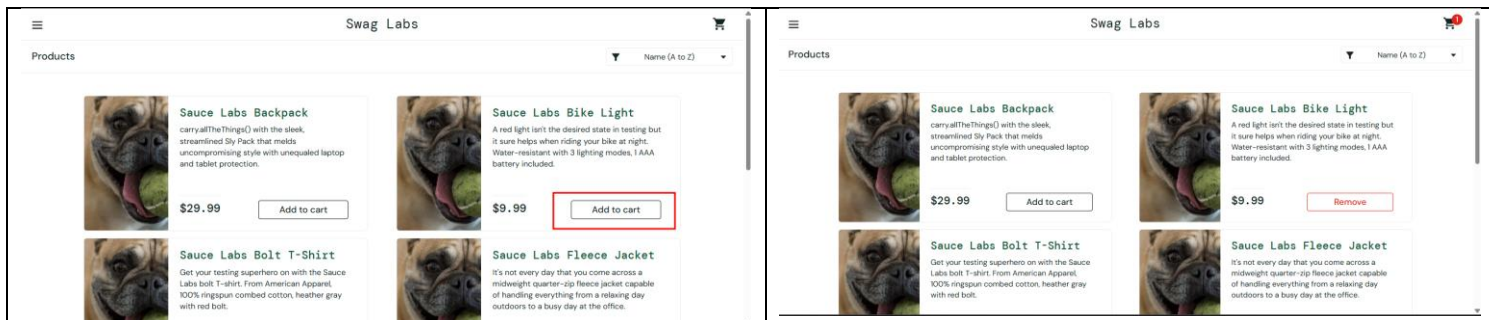 Swag Labs
Products
Name (A to Z)
Sauce Labs Backpack
carry.allTheThings() with the sleek,
streamlined Sly Pack that melds
uncompromising style with unequaled laptop
and tablet protection.
$29.99
Add to cart
Sauce Labs Bike Light
A red light isn't the desired state in testing but
it sure helps when riding your bike at night.
Water-resistant with 3 lighting modes, 1 AAA
battery included.
$9.99
Add to cart
Sauce Labs Bolt T-Shirt
Get your testing superhero on with the Sauce
Labs bolt T-shirt. From American Apparel,
100% ringspun combed cotton, heather gray
with red bolt.
Sauce Labs Fleece Jacket
It's not every day that you come across a
midweight quarter-zip fleece jacket capable
of handling everything from a relaxing day
outdoors to a busy day at the office.
Swag Labs
1
Products
Name (A to Z)
Sauce Labs Backpack
carry.allTheThings() with the sleek,
streamlined Sly Pack that melds
uncompromising style with unequaled laptop
and tablet protection.
$29.99
Add to cart
Sauce Labs Bike Light
A red light isn't the desired state in testing but
it sure helps when riding your bike at night.
Water-resistant with 3 lighting modes, 1 AAA
battery included.
$9.99
Remove
Sauce Labs Bolt T-Shirt
Get your testing superhero on with the Sauce
Labs bolt T-shirt. From American Apparel,
100% ringspun combed cotton, heather gray
with red bolt.
Sauce Labs Fleece Jacket
It's not every day that you come across a
midweight quarter-zip fleece jacket capable
of handling everything from a relaxing day
outdoors to a busy day at the office.